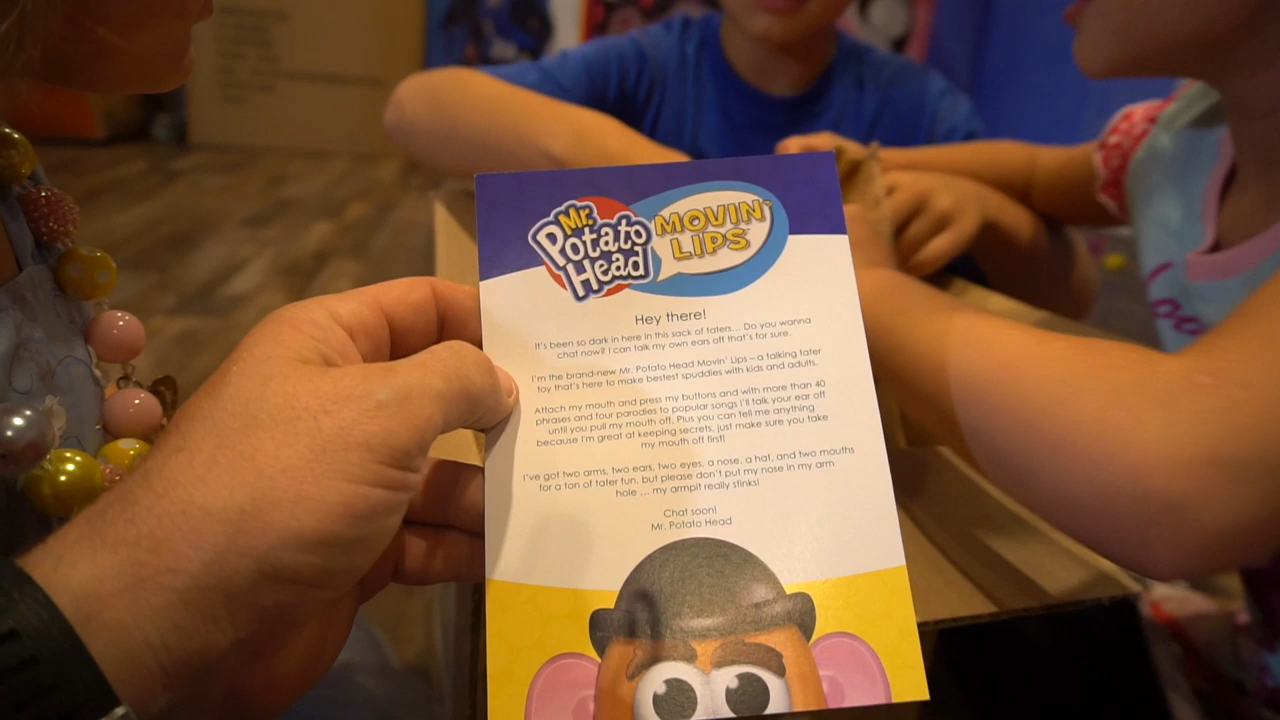 Mr.
Potato
Head
MOVIN'™
LIPS
Hey there!
It's been so dark in here in this sack of taters... Do you wanna
chat now? I can talk my own ears off that's for sure.
I'm the brand-new Mr. Potato Head Movin' Lips – a talking tater
toy that's here to make bestest spuddies with kids and adults.
Attach my mouth and press my buttons and with more than 40
phrases and four parodies to popular songs I'll talk your ear off
until you pull my mouth off. Plus you can tell me anything
because I'm great at keeping secrets, just make sure you take
my mouth off first!
I've got two arms, two ears, two eyes, a nose, a hat, and two mouths
for a ton of tater fun, but please don't put my nose in my arm
hole ... my armpit really stinks!
Chat soon!
Mr. Potato Head